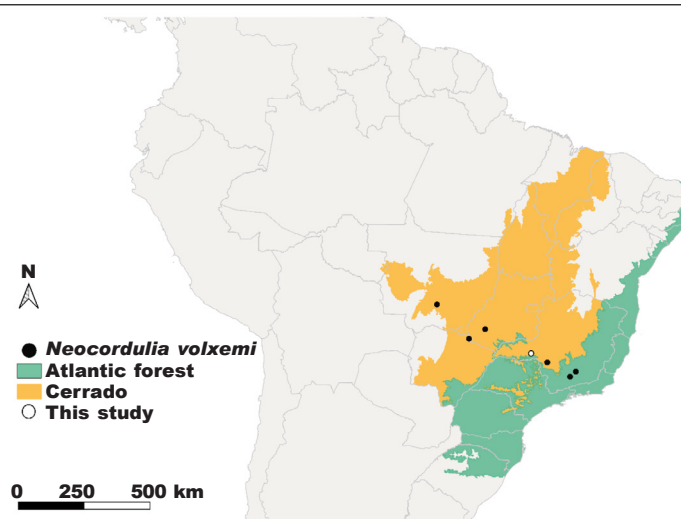 N
Neocordulia volxemi
Atlantic forest
Cerrado
This study
0 250 500 km